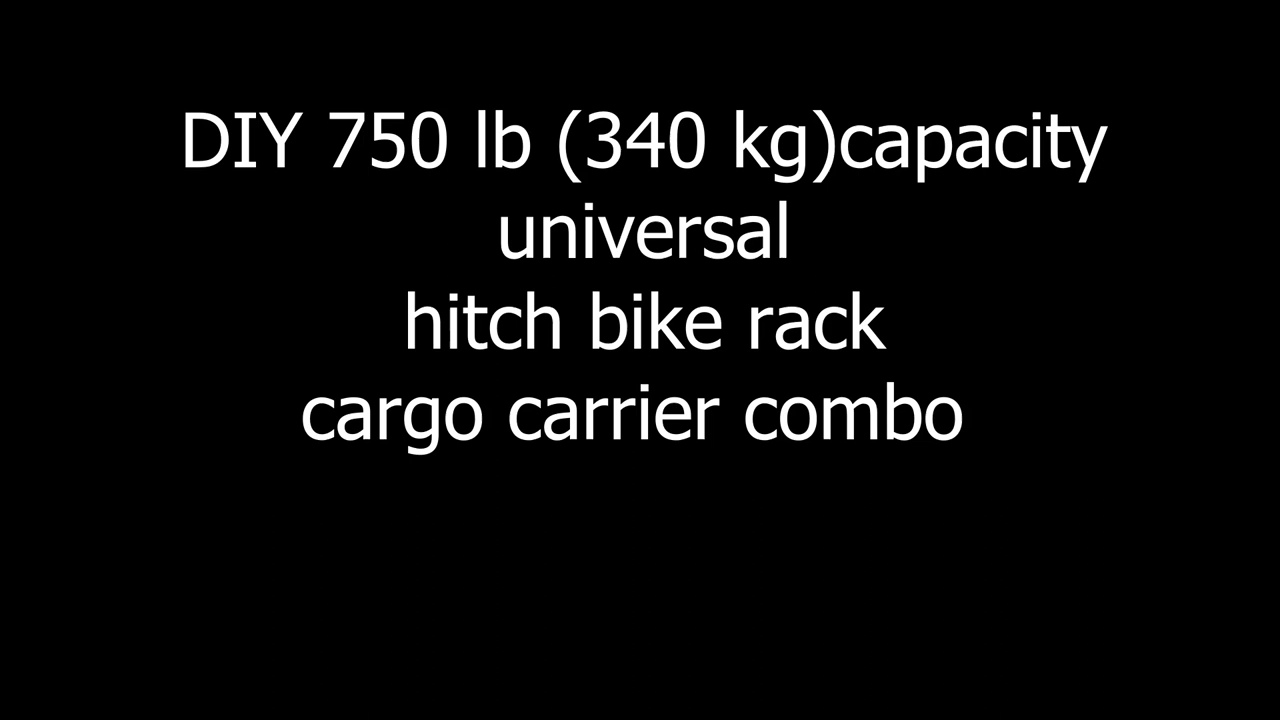 DIY 750 lb (340 kg)capacity
universal
hitch bike rack
cargo carrier combo